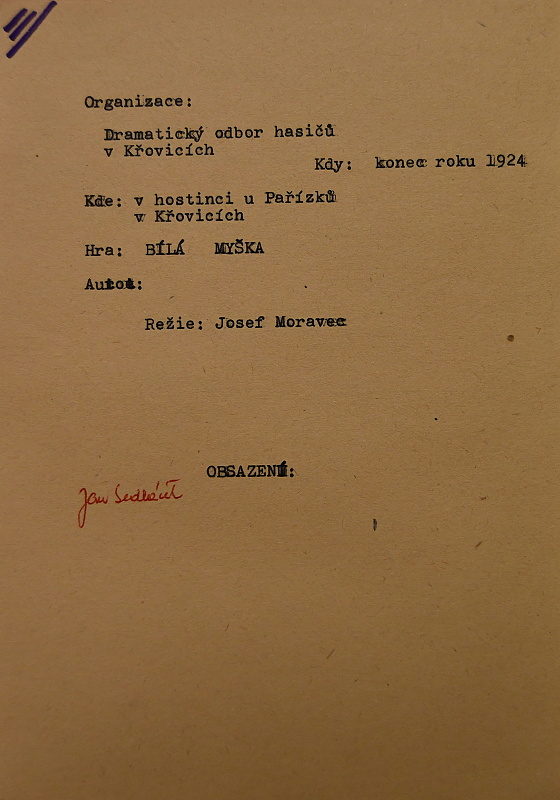 Organizace:
Dramatický odbor hasičů
v Křovicích
Kdy: konec roku 1924
Kde: v hostinci u Pařízků
v Křovicích
Hra: BÍLÁ MYŠKA
Autor:
Režie: Josef Moravec
OBSAZENÍ:
Jan Sedláček